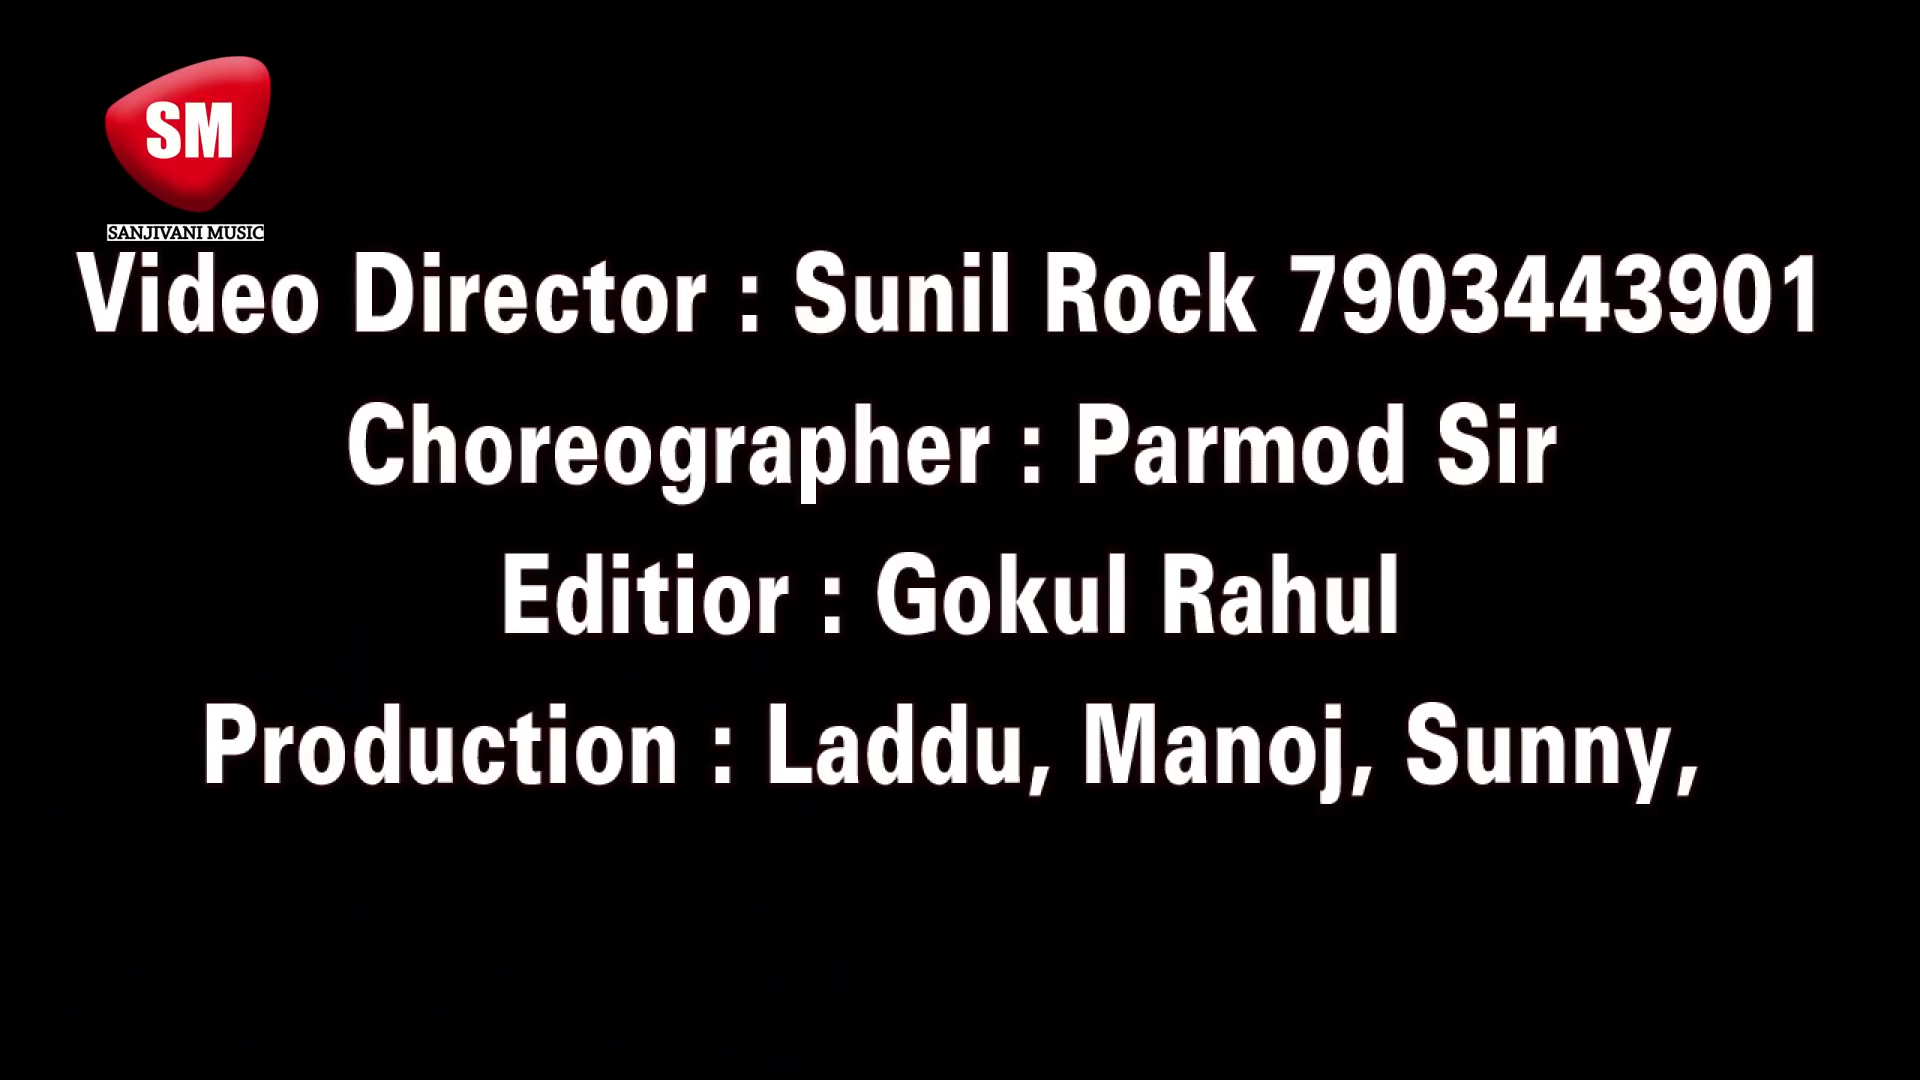 SM
SANJIVANI MUSIC
Video Director : Sunil Rock 7903443901
Choreographer : Parmod Sir
Editior : Gokul Rahul
Production : Laddu, Manoj, Sunny,